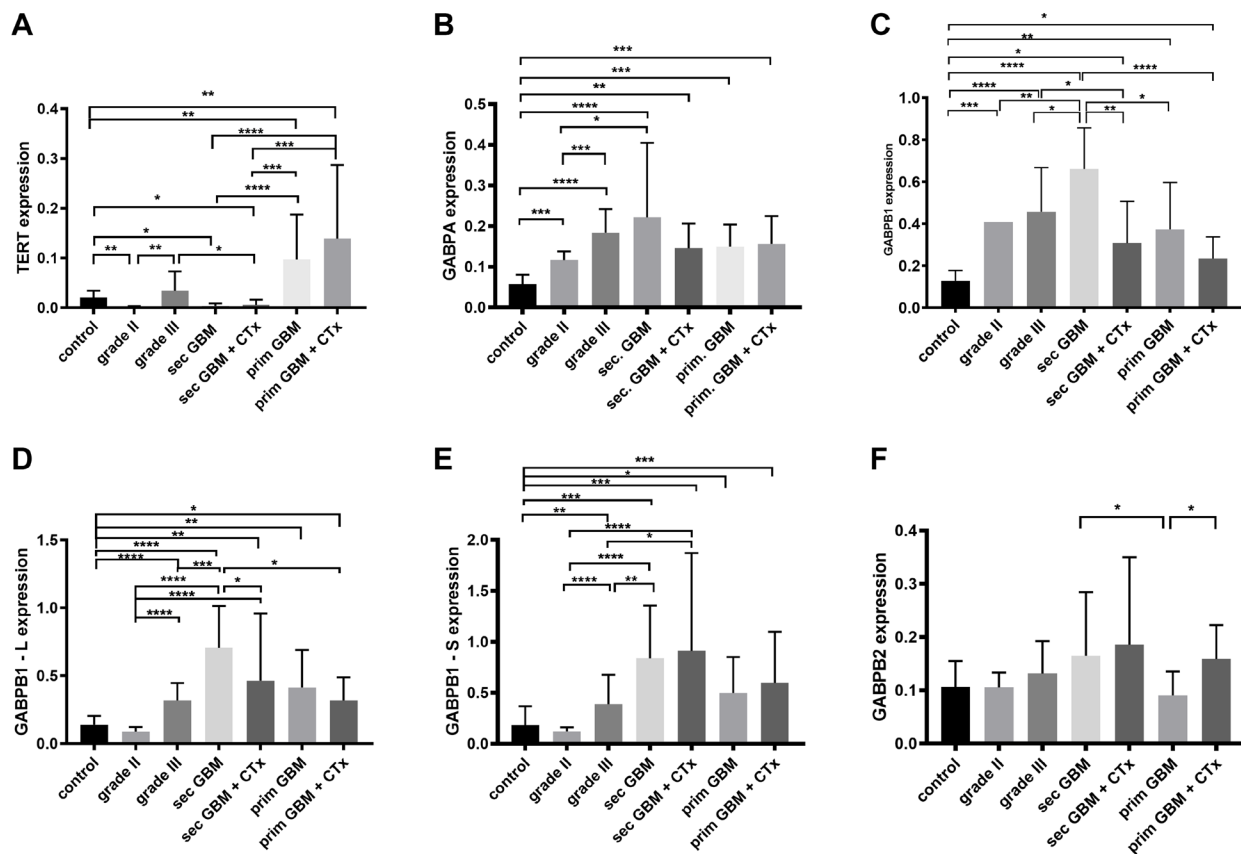 A
TERT expression
0.4
0.3
0.2
0.1
0.0
**
**
****
***
***
****
*
*
** ** *
control
grade II
grade III
sec GBM
sec GBM + CTx
prim GBM
prim GBM + CTx
B
GABPA expression
0.5
0.4
0.3
0.2
0.1
0.0
***
***
**
****
*
***
****
***
control
grade II
grade III
sec. GBM
sec. GBM + CTx
prim. GBM
prim. GBM + CTx
C
GABPB1 expression
1.0
0.8
0.6
0.4
0.2
0.0
*
**
*
**** ****
**** *
** *
*** * **
control
grade II
grade III
sec GBM
sec GBM + CTx
prim GBM
prim GBM + CTx
D
GABPB1 - L expression
1.5
1.0
0.5
0.0
*
**
**
****
**** *** *
**** *
****
****
control
grade II
grade III
sec GBM
sec GBM + CTx
prim GBM
prim GBM + CTx
E
GABPB1 - S expression
2.0
1.5
1.0
0.5
0.0
***
*
***
***
**
****
*
****
**** **
control
grade II
grade III
sec GBM
sec GBM + CTx
prim GBM
prim GBM + CTx
F
GABPB2 expression
0.4
0.3
0.2
0.1
0.0
* *
control
grade II
grade III
sec GBM
sec GBM + CTx
prim GBM
prim GBM + CTx